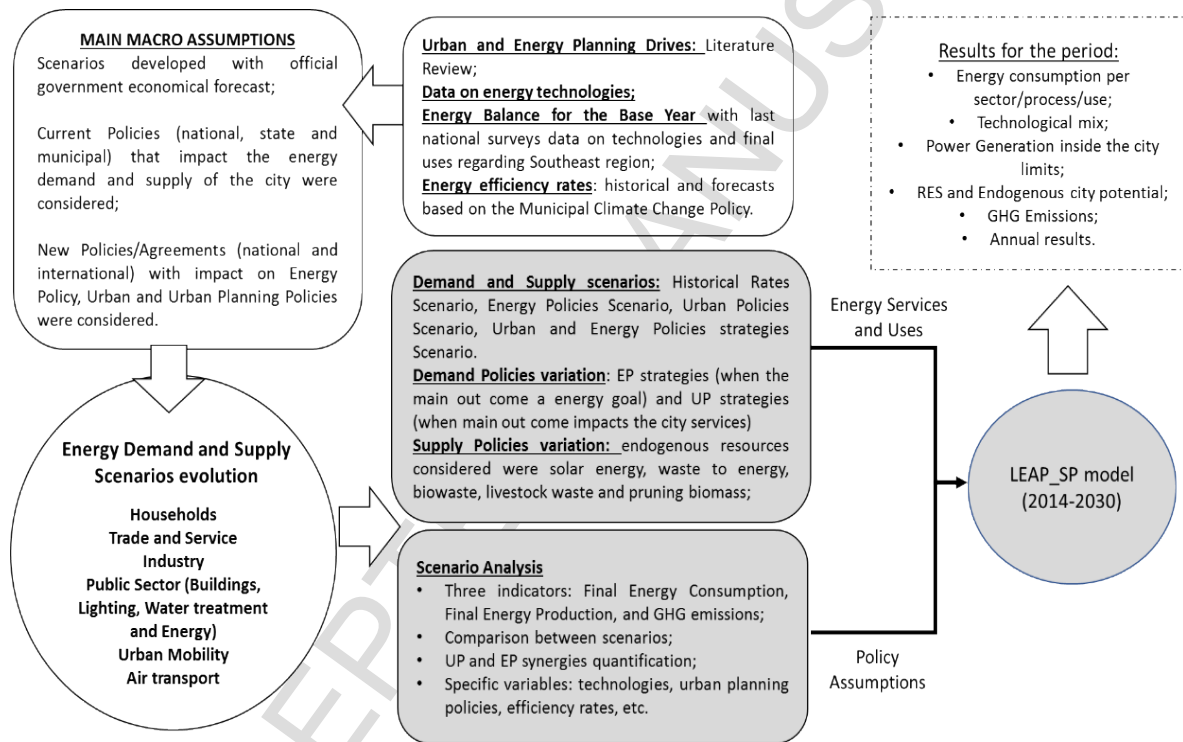 MAIN MACRO ASSUMPTIONS
Scenarios developed with official
government economical forecast;
Current Policies (national, state and
municipal) that impact the energy
demand and supply of the city were
considered;
New Policies/Agreements (national and
international) with impact on Energy
Policy, Urban and Urban Planning Policies
were considered.
Urban and Energy Planning Drives: Literature
Review;
Data on energy technologies;
Energy Balance for the Base Year with last
national surveys data on technologies and final
uses regarding Southeast region;
Energy efficiency rates: historical and forecasts
based on the Municipal Climate Change Policy.
Results for the period:
• Energy consumption per
sector/process/use;
• Technological mix;
• Power Generation inside the city
limits;
• RES and Endogenous city potential;
• GHG Emissions;
• Annual results.
Energy Demand and Supply
Scenarios evolution
Households
Trade and Service
Industry
Public Sector (Buildings,
Lighting, Water treatment
and Energy)
Urban Mobility
Air transport
Demand and Supply scenarios: Historical Rates
Scenario, Energy Policies Scenario, Urban Policies
Scenario, Urban and Energy Policies strategies
Scenario.
Demand Policies variation: EP strategies (when the
main out come a energy goal) and UP strategies
(when main out come impacts the city services)
Supply Policies variation: endogenous resources
considered were solar energy, waste to energy,
biowaste, livestock waste and pruning biomass;
Scenario Analysis
• Three indicators: Final Energy Consumption,
Final Energy Production, and GHG emissions;
• Comparison between scenarios;
• UP and EP synergies quantification;
• Specific variables: technologies, urban planning
policies, efficiency rates, etc.
Energy Services
and Uses
Policy
Assumptions
LEAP_SP model
(2014-2030)